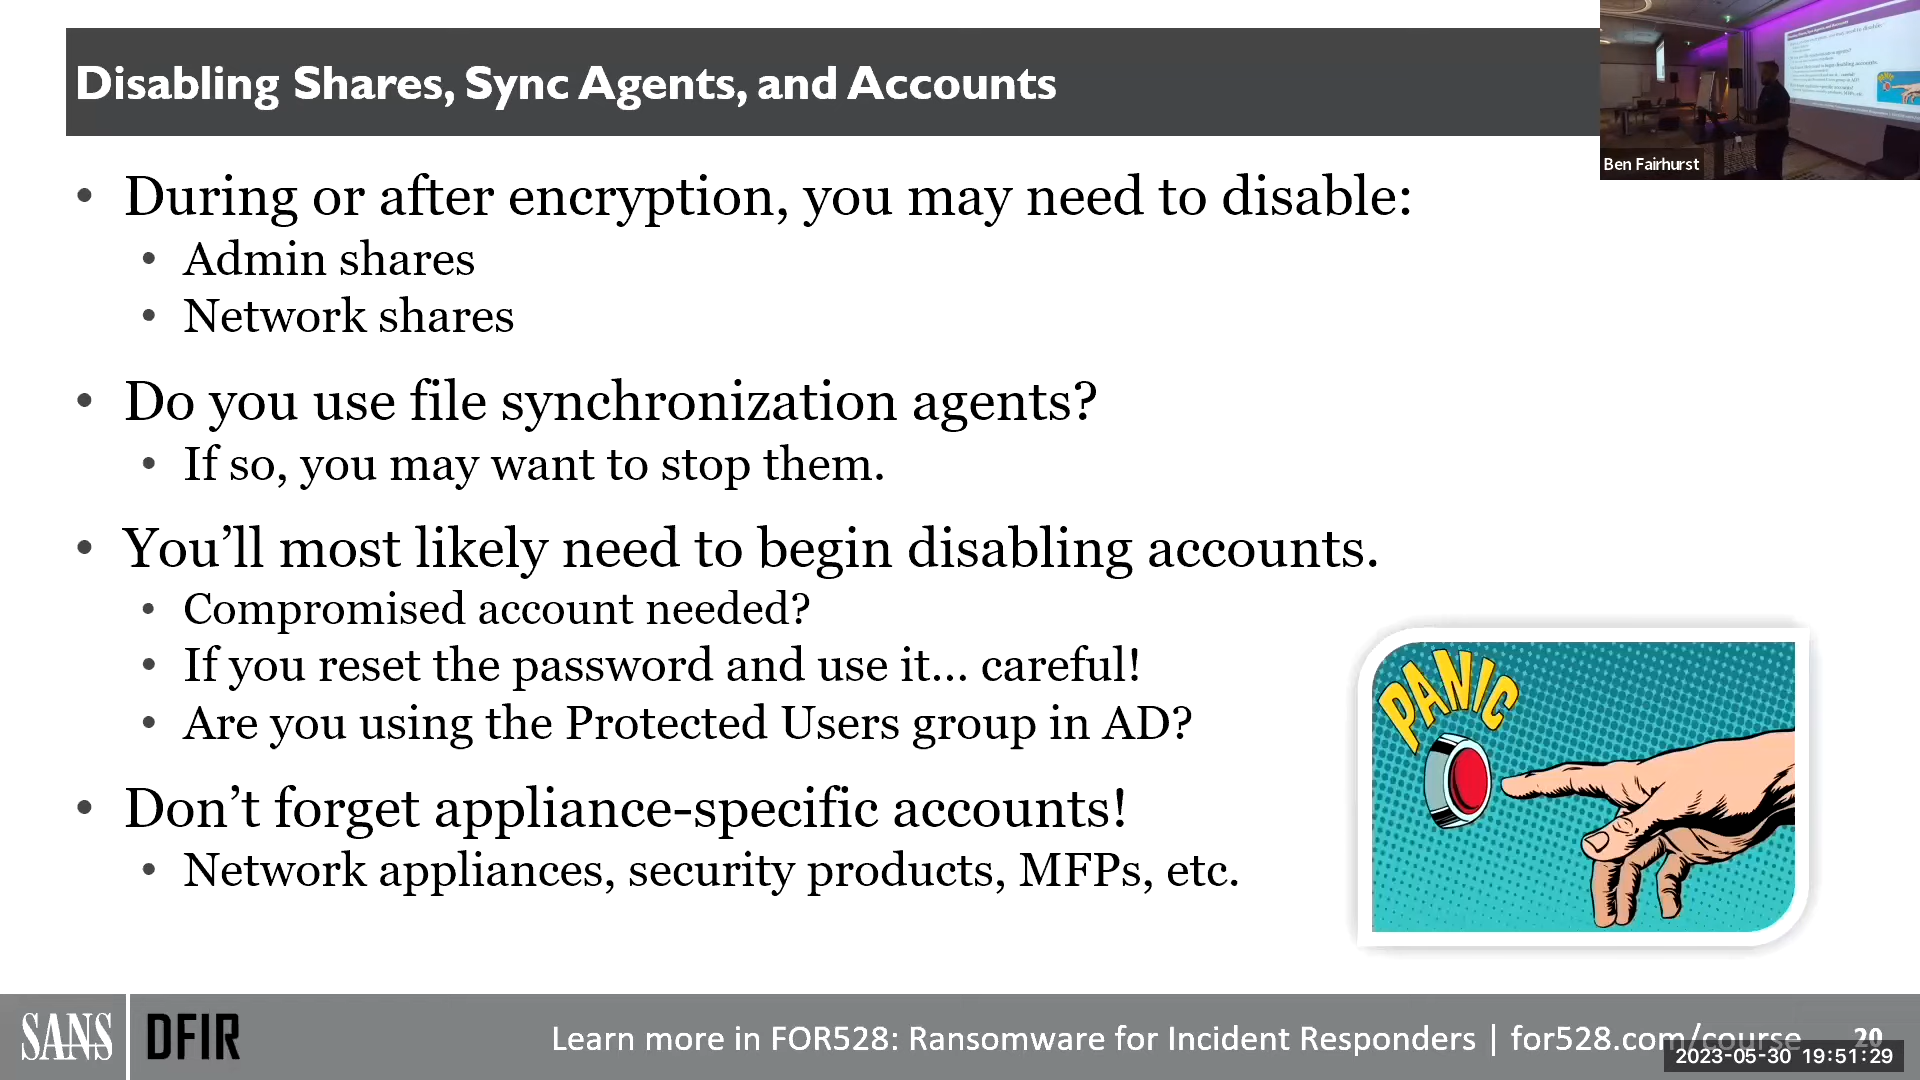 Disabling Shares, Sync Agents, and Accounts
Ben Fairhurst
• During or after encryption, you may need to disable:
• Admin shares
• Network shares
• Do you use file synchronization agents?
• If so, you may want to stop them.
• You’ll most likely need to begin disabling accounts.
• Compromised account needed?
• If you reset the password and use it... careful!
• Are you using the Protected Users group in AD?
• Don’t forget appliance-specific accounts!
• Network appliances, security products, MFPs, etc.
PANIC
SANS DFIR
Learn more in FOR528: Ransomware for Incident Responders | for528.com/course 20
2023-05-30 19:51:29